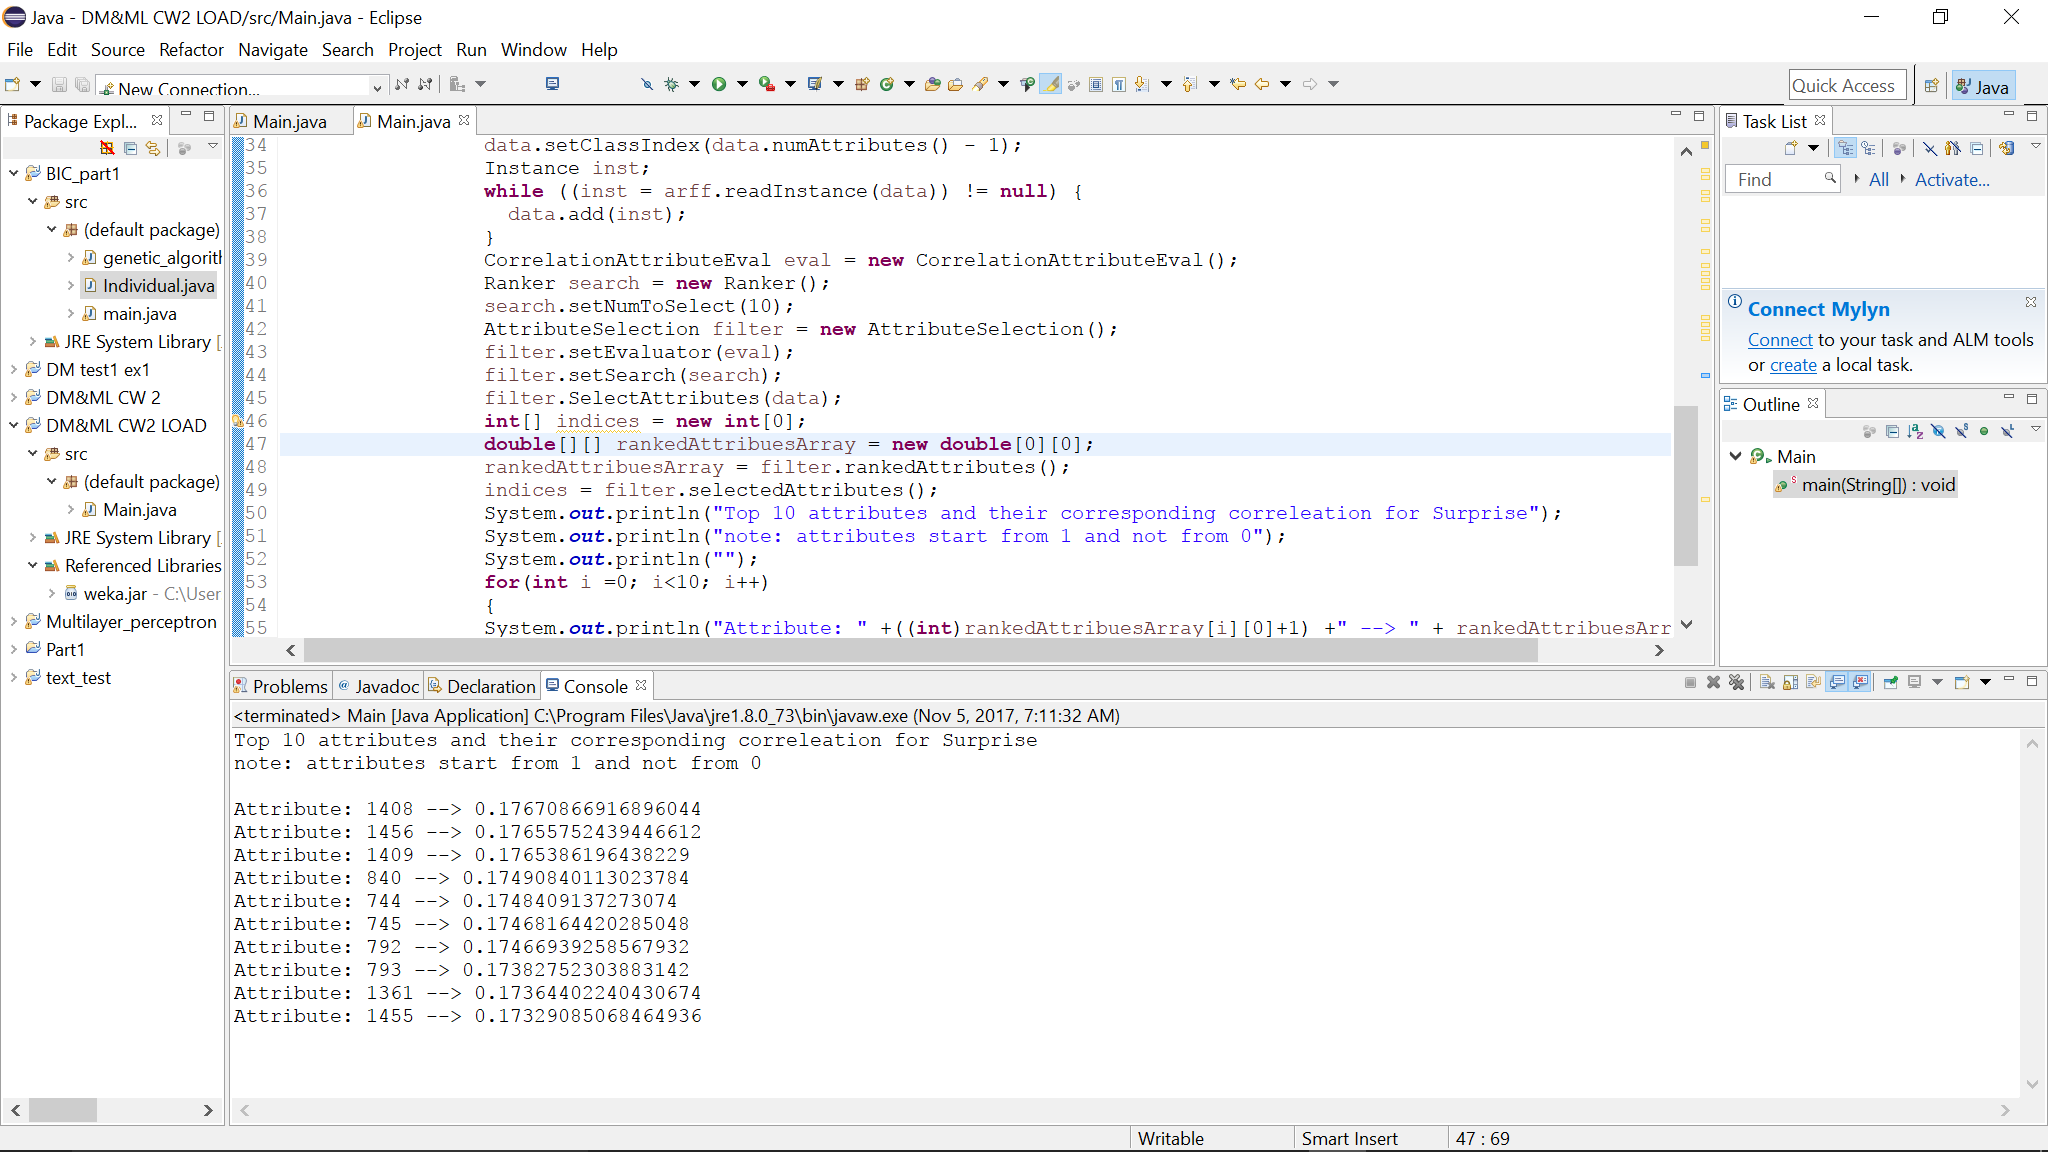 Java - DM&ML CW2 LOAD/src/Main.java - Eclipse
File Edit Source Refactor Navigate Search Project Run Window Help
New Connection...
Quick Access
Java
Package Expl...
BIC_part1
src
(default package)
genetic_algorith
Individual.java
main.java
JRE System Library [
DM test1 ex1
DM&ML CW 2
DM&ML CW2 LOAD
src
(default package)
Main.java
JRE System Library [
Referenced Libraries
weka.jar - C:\User
Multilayer_perceptron
Part1
text_test
Main.java
Main.java
34 data.setClassIndex(data.numAttributes() - 1);
35 Instance inst;
36 while ((inst = arff.readInstance(data)) != null) {
37 data.add(inst);
38 }
39 CorrelationAttributeEval eval = new CorrelationAttributeEval();
40 Ranker search = new Ranker();
41 search.setNumToSelect(10);
42 AttributeSelection filter = new AttributeSelection();
43 filter.setEvaluator(eval);
44 filter.setSearch(search);
45 filter.SelectAttributes(data);
46 int[] indices = new int[0];
47 double[][] rankedAttribuesArray = new double[0][0];
48 rankedAttribuesArray = filter.rankedAttributes();
49 indices = filter.selectedAttributes();
50 System.out.println("Top 10 attributes and their corresponding correleation for Surprise");
51 System.out.println("note: attributes start from 1 and not from 0");
52 System.out.println("");
53 for(int i =0; i<10; i++)
54 {
55 System.out.println("Attribute: " +((int)rankedAttribuesArray[i][0]+1) +" --> " + rankedAttribuesArr
Task List
Find
All
Activate...
Connect Mylyn
Connect to your task and ALM tools
or create a local task.
Outline
Main
main(String[]) : void
Problems
Javadoc
Declaration
Console
<terminated> Main [Java Application] C:\Program Files\Java\jre1.8.0_73\bin\javaw.exe (Nov 5, 2017, 7:11:32 AM)
Top 10 attributes and their corresponding correleation for Surprise
note: attributes start from 1 and not from 0
Attribute: 1408 --> 0.17670866916896044
Attribute: 1456 --> 0.17655752439446612
Attribute: 1409 --> 0.1765386196438229
Attribute: 840 --> 0.17490840113023784
Attribute: 744 --> 0.1748409137273074
Attribute: 745 --> 0.17468164420285048
Attribute: 792 --> 0.17466939258567932
Attribute: 793 --> 0.17382752303883142
Attribute: 1361 --> 0.17364402240430674
Attribute: 1455 --> 0.17329085068464936
Writable
Smart Insert
47 : 69